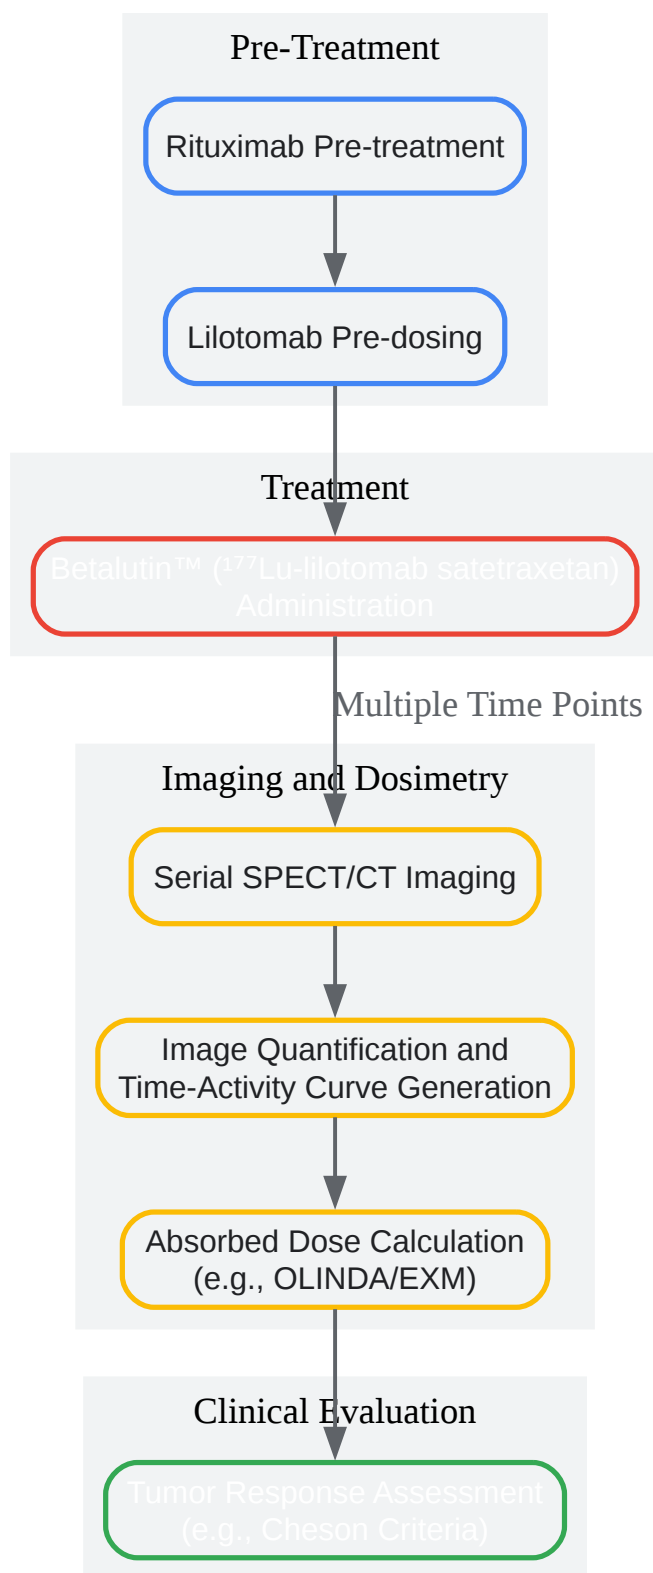 Pre-Treatment
Rituximab Pre-treatment
Lilotomab Pre-dosing
Treatment
Betalutin™ (¹⁷⁷Lu-lilotomab satetraxetan)
Administration
Multiple Time Points
Imaging and Dosimetry
Serial SPECT/CT Imaging
Image Quantification and
Time-Activity Curve Generation
Absorbed Dose Calculation
(e.g., OLINDA/EXM)
Clinical Evaluation
Tumor Response Assessment
(e.g., Cheson Criteria)